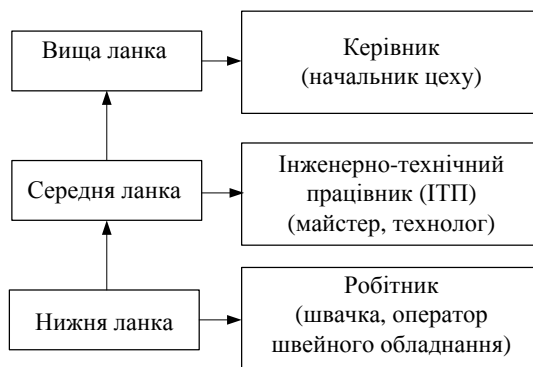 Вища ланка
Керівник
(начальник цеху)
Середня ланка
Інженерно-технічний
працівник (ІТП)
(майстер, технолог)
Нижня ланка
Робітник
(швачка, оператор
швейного обладнання)